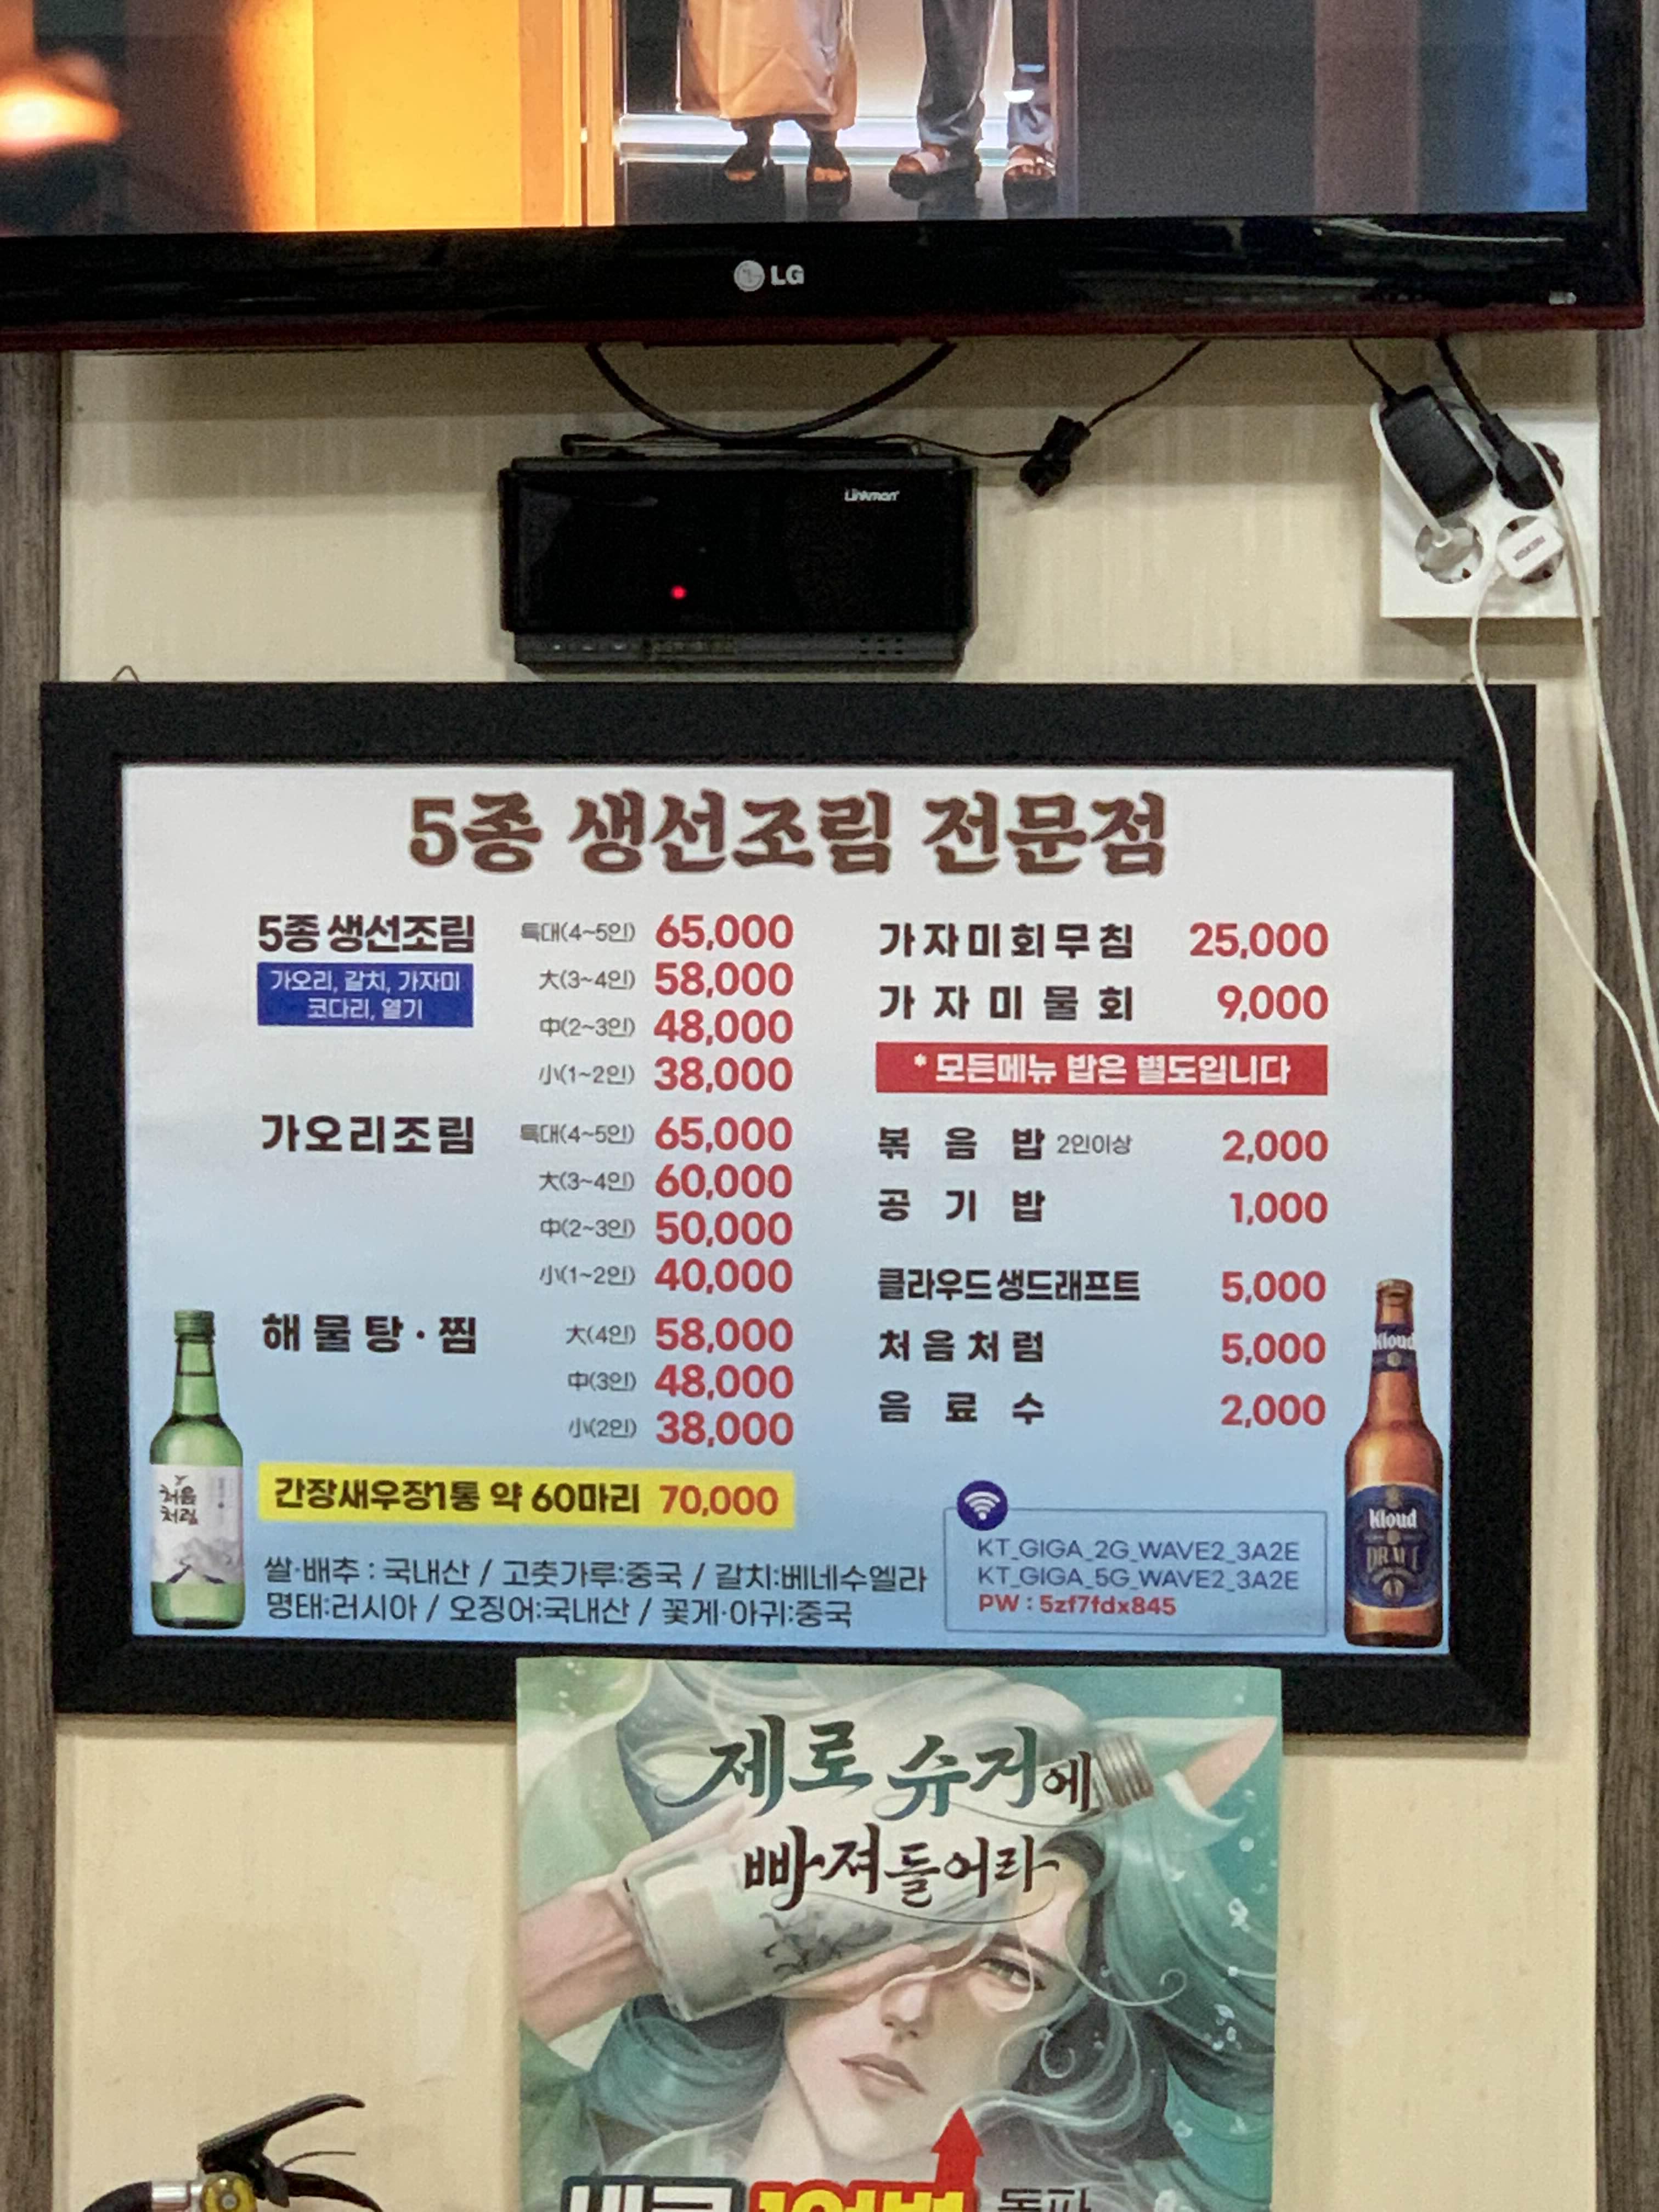 LG
Linkman
5종 생선조림 전문점
5종 생선조림 특대(4~5인) 65,000
가오리, 갈치, 가자미
코다리, 열기
大(3~4인) 58,000
中(2~3인) 48,000
小(1~2인) 38,000
가오리조림 특대(4~5인) 65,000
大(3~4인) 60,000
中(2~3인) 50,000
小(1~2인) 40,000
해물탕·찜 大(4인) 58,000
中(3인) 48,000
小(2인) 38,000
간장새우장1통 약 60마리 70,000
가자미회무침 25,000
가자미물회 9,000
* 모든메뉴 밥은 별도입니다
볶음밥 2인이상 2,000
공기밥 1,000
클라우드생드래프트 5,000
처음처럼 5,000
음료수 2,000
쌀·배추 : 국내산 / 고춧가루:중국 / 갈치:베네수엘라
명태:러시아 / 오징어:국내산 / 꽃게·아귀:중국
KT_GIGA_2G_WAVE2_3A2E
KT_GIGA_5G_WAVE2_3A2E
PW : 5zf7fdx845
처음
처럼
Kloud
Kloud
DRAFT
제로 슈거에
빠져들어라